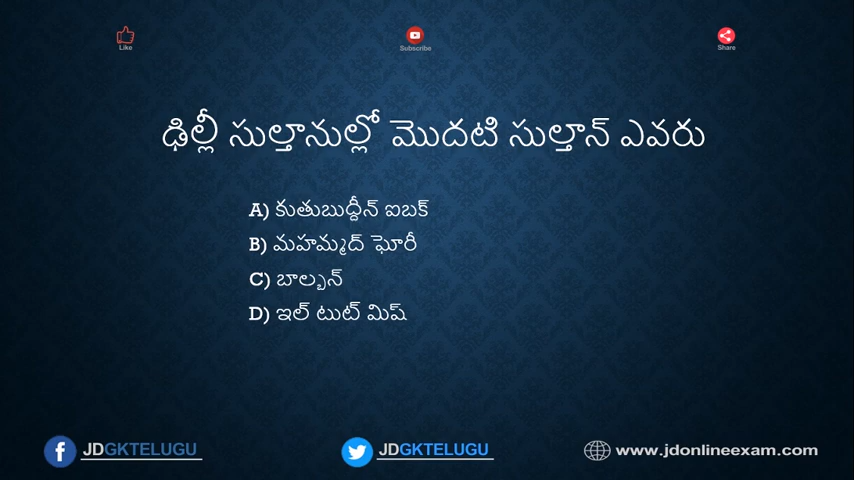 Like
Subscribe
Share
ఢిల్లీ సుల్తానుల్లో మొదటి సుల్తాన్ ఎవరు
A) కుతుబుద్దీన్ ఐబక్
B) మహమ్మద్ ఘోరీ
C) బాల్బన్
D) ఇల్ టుట్ మిష్
JDGKTELUGU
JDGKTELUGU
www.jdonlineexam.com